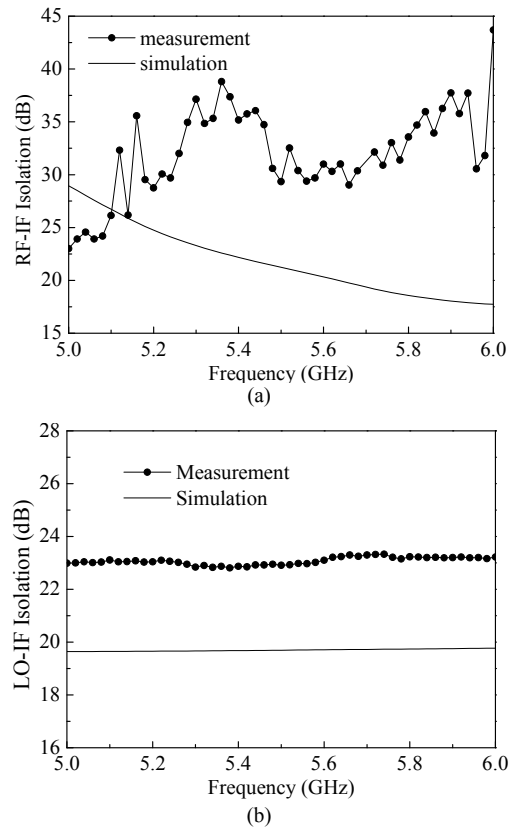 45
40
35
30
25
20
15
RF-IF Isolation (dB)
measurement
simulation
5.0 5.2 5.4 5.6 5.8 6.0
Frequency (GHz)
(a)
28
26
24
22
20
18
16
LO-IF Isolation (dB)
Measurement
Simulation
5.0 5.2 5.4 5.6 5.8 6.0
Frequency (GHz)
(b)